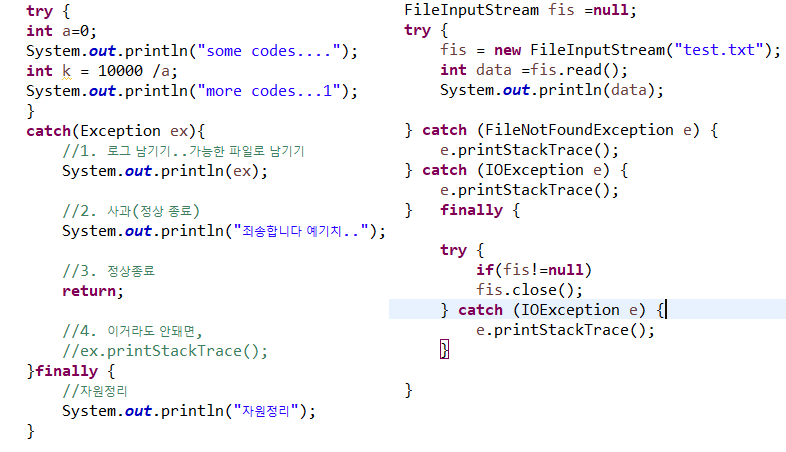 try {
int a=0;
System.out.println("some codes....");
int k = 10000 /a;
System.out.println("more codes...1");
}
catch(Exception ex){
//1. 로그 남기기..가능한 파일로 남기기
System.out.println(ex);
//2. 사과(정상 종료)
System.out.println("죄송합니다 예기치..");
//3. 정상종료
return;
//4. 이거라도 안돼면,
//ex.printStackTrace();
}finally {
//자원정리
System.out.println("자원정리");
}
FileInputStream fis =null;
try {
fis = new FileInputStream("test.txt");
int data =fis.read();
System.out.println(data);
} catch (FileNotFoundException e) {
e.printStackTrace();
} catch (IOException e) {
e.printStackTrace();
} finally {
try {
if(fis!=null)
fis.close();
} catch (IOException e) {
e.printStackTrace();
}
}